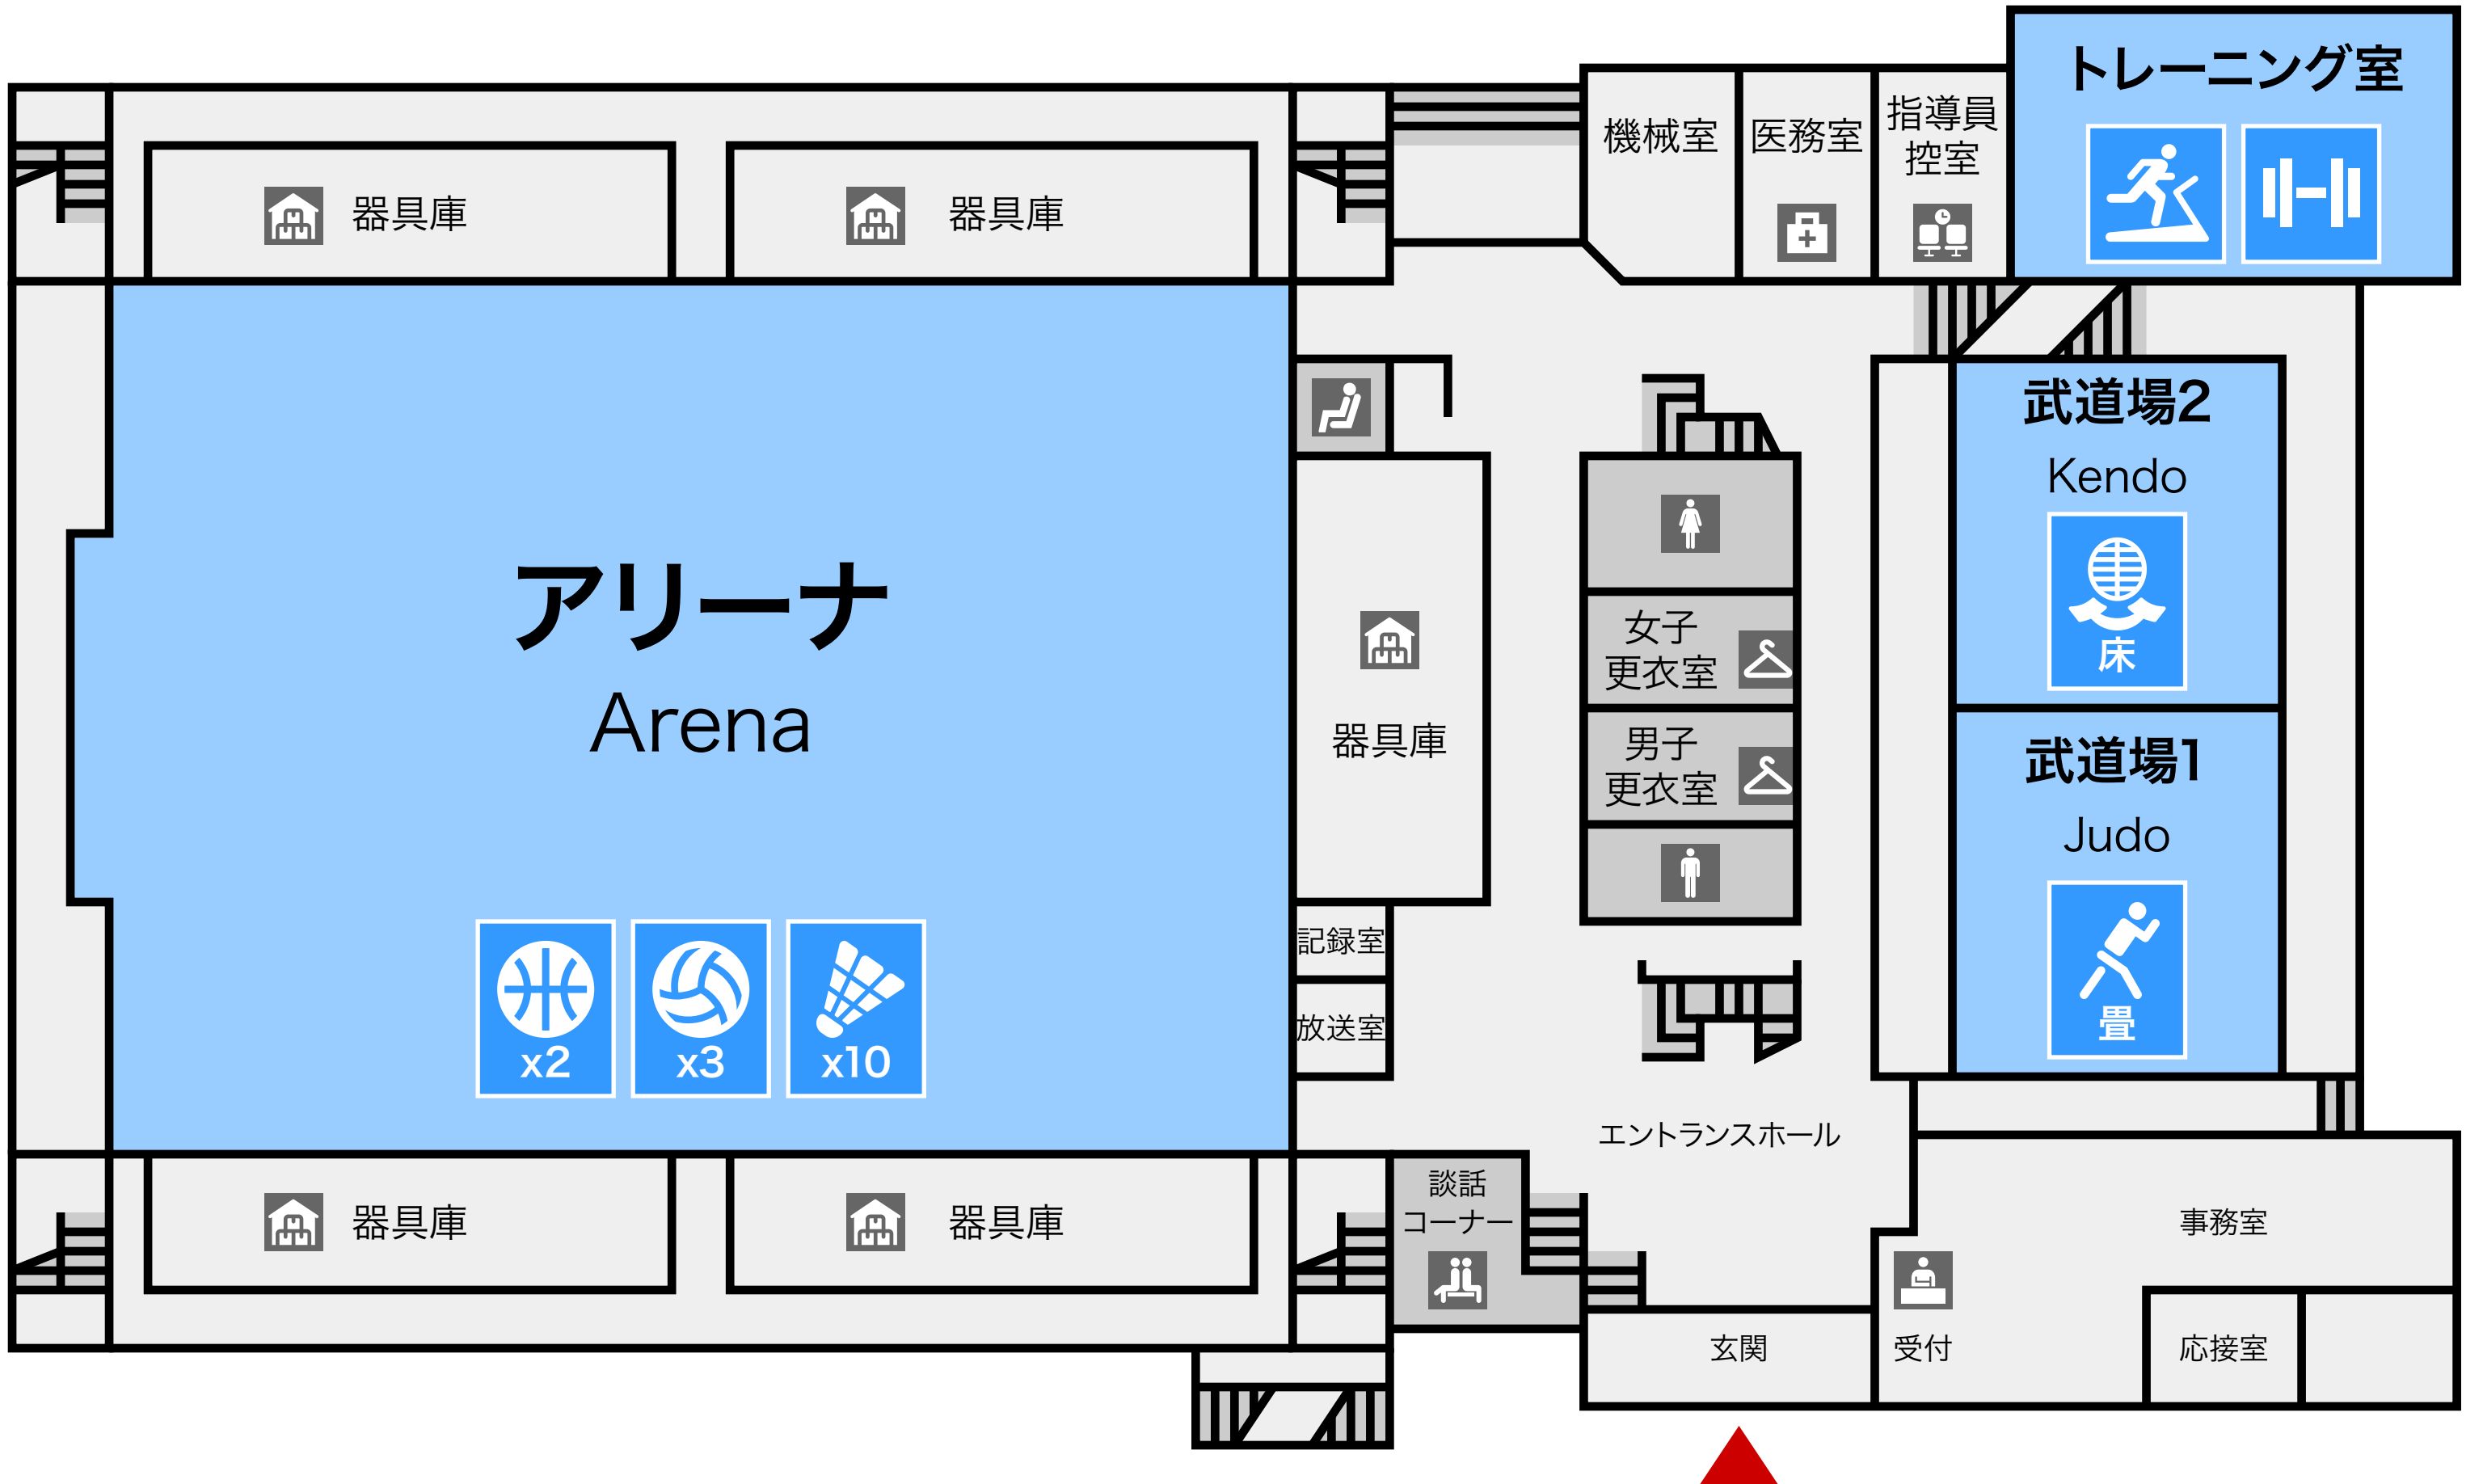 トレーニング室
機械室
医務室
指導員
控室
器具庫
器具庫
武道場2
Kendo
床
アリーナ
Arena
女子
更衣室
男子
更衣室
器具庫
武道場1
Judo
畳
記録室
放送室
x2
x3
x10
エントランスホール
談話
コーナー
器具庫
器具庫
事務室
玄関
受付
応接室